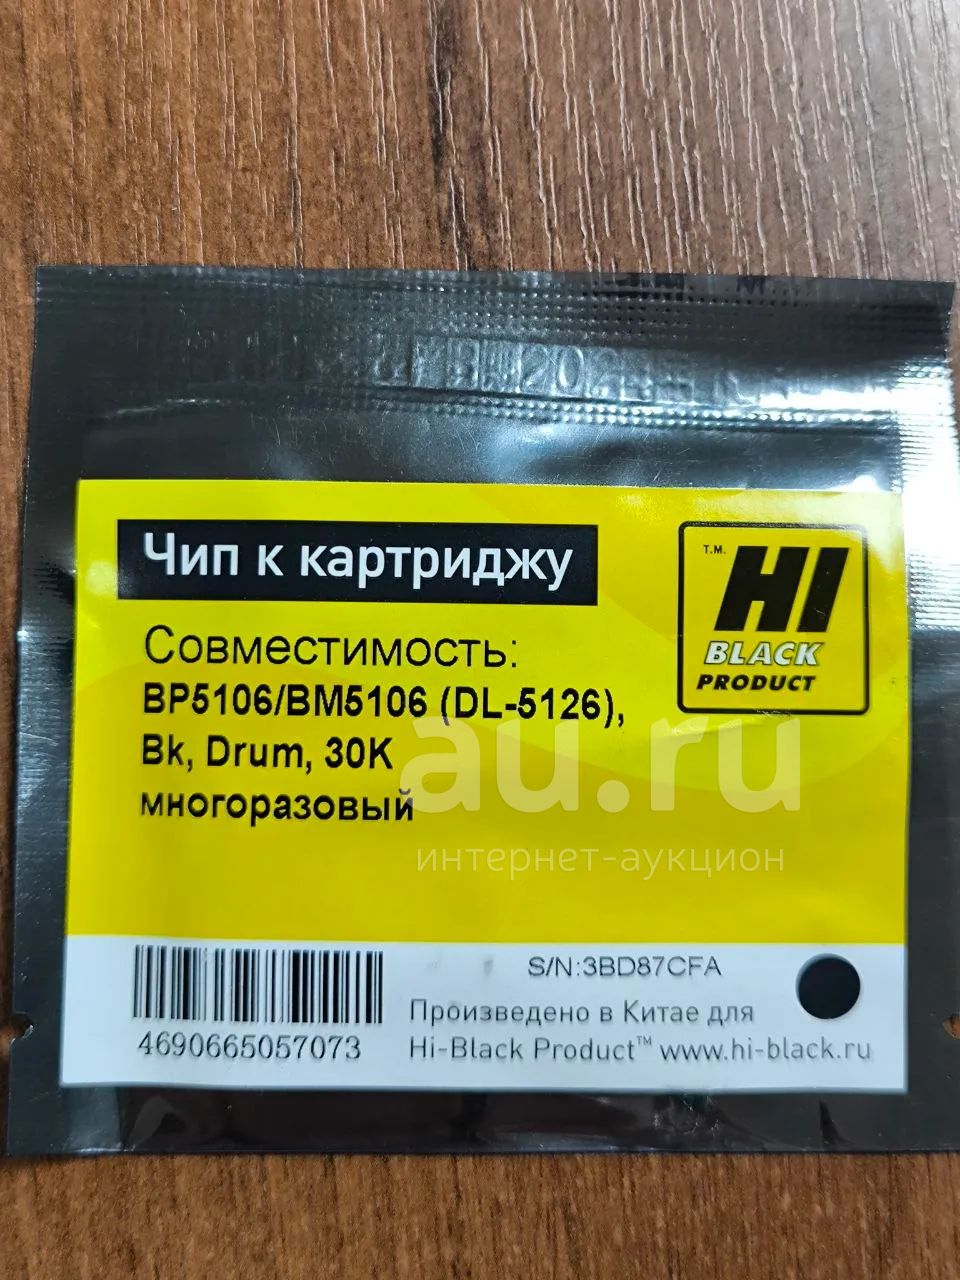 Чип к картриджу
Т.М.
HI
BLACK
PRODUCT
Совместимость:
BP5106/BM5106 (DL-5126),
Bk, Drum, 30K
многоразовый
au.ru
интернет-аукцион
S/N:3BD87CFA
Произведено в Китае для
Hi-Black Product™ www.hi-black.ru
4690665057073